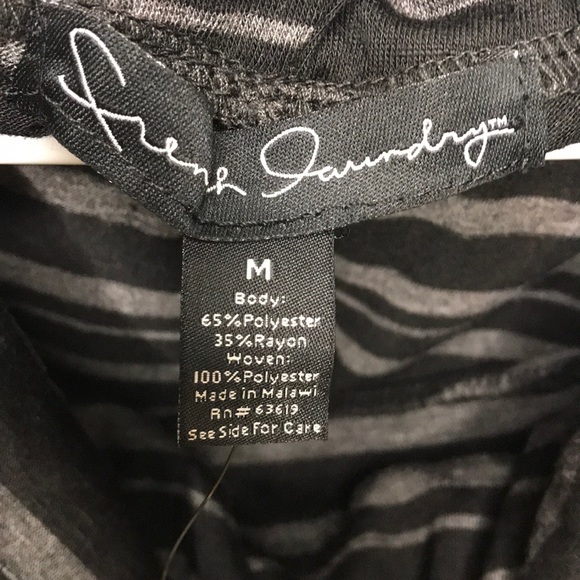 French Laundry™
M
Body:
65%Polyester
35%Rayon
Woven:
100%Polyester
Made in Malawi
Rn# 63619
See Side For Care